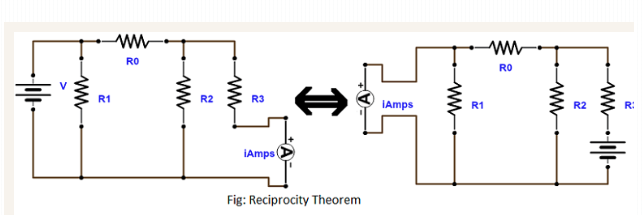 R0
V
R1
R2
R3
iAmps
+
A
-
+
A
-
iAmps
R0
R1
R2
Fig: Reciprocity Theorem